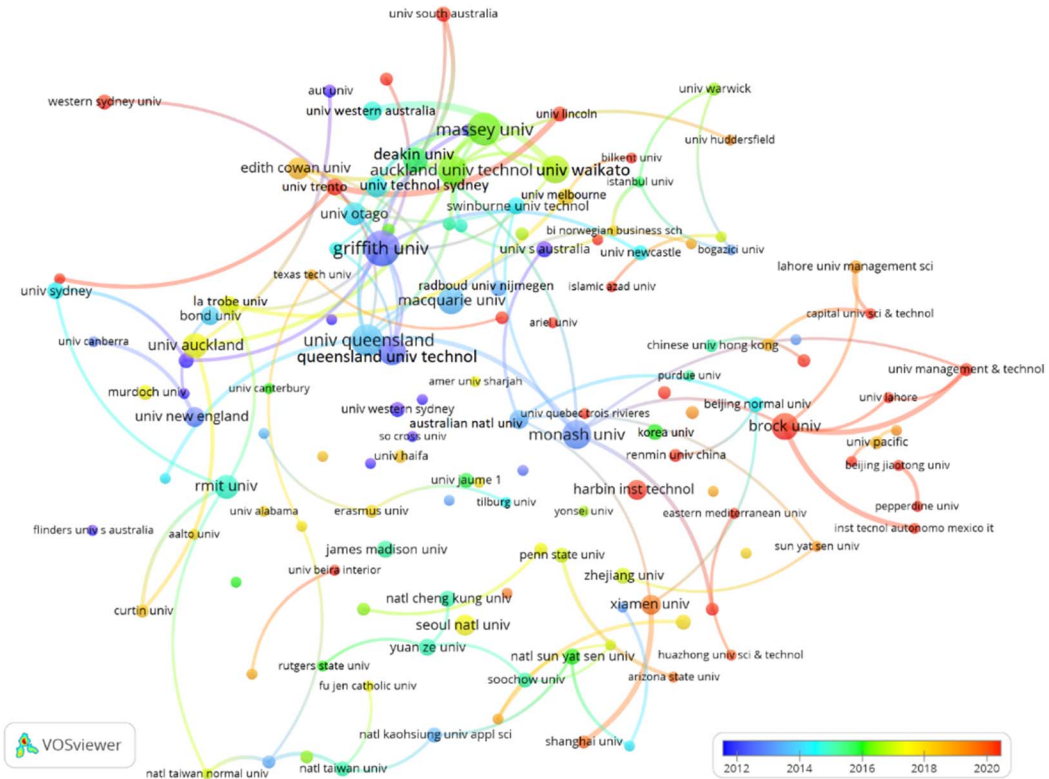 univ south australia
aut univ
univ warwick
western sydney univ
univ western australia
univ lincoln
massey univ
univ huddersfield
deakin univ
bilkent univ
edith cowan univ
auckland univ technol
univ waikato
univ trento
univ technol sydney
istanbul univ
univ melbourne
swinburne univ technol
univ otago
bi norwegian business sch
griffith univ
univ s australia
univ newcastle
bogazici univ
lahore univ management sci
texas tech univ
radboud univ nijmegen
islamic azad univ
univ sydney
la trobe univ
macquarie univ
bond univ
capital univ sci & technol
ariel univ
univ canberra
univ auckland
univ queensland
chinese univ hong kong
queensland univ technol
univ management & technol
purdue univ
amer univ sharjah
murdoch univ
univ canterbury
univ lahore
univ western sydney
beijing normal univ
univ new england
australian natl univ
univ quebec trois rivieres
brock univ
so cross univ
monash univ
korea univ
univ pacific
univ haifa
renmin univ china
beijing jiaotong univ
rmit univ
univ jaume 1
harbin inst technol
tilburg univ
pepperdine univ
univ alabama
erasmus univ
yonsei univ
eastern mediterranean univ
flinders univ s australia
aalto univ
inst tecnol autonomo mexico it
james madison univ
penn state univ
sun yat sen univ
univ beira interior
zhejiang univ
natl cheng kung univ
xiamen univ
curtin univ
seoul natl univ
yuan ze univ
natl sun yat sen univ
huazhong univ sci & technol
rutgers state univ
soochow univ
arizona state univ
fu jen catholic univ
natl kaohsiung univ appl sci
shanghai univ
VOSviewer
natl taiwan normal univ
natl taiwan univ
2012 2014 2016 2018 2020